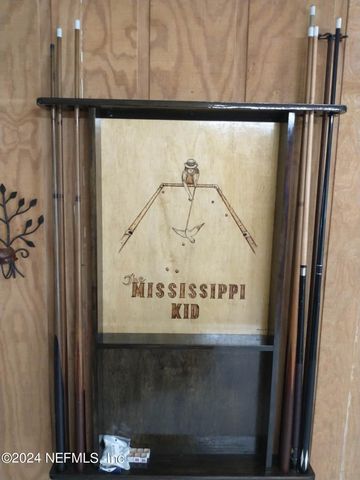 The
MISSISSIPPI
KID
©2024 NEFMLS, Inc